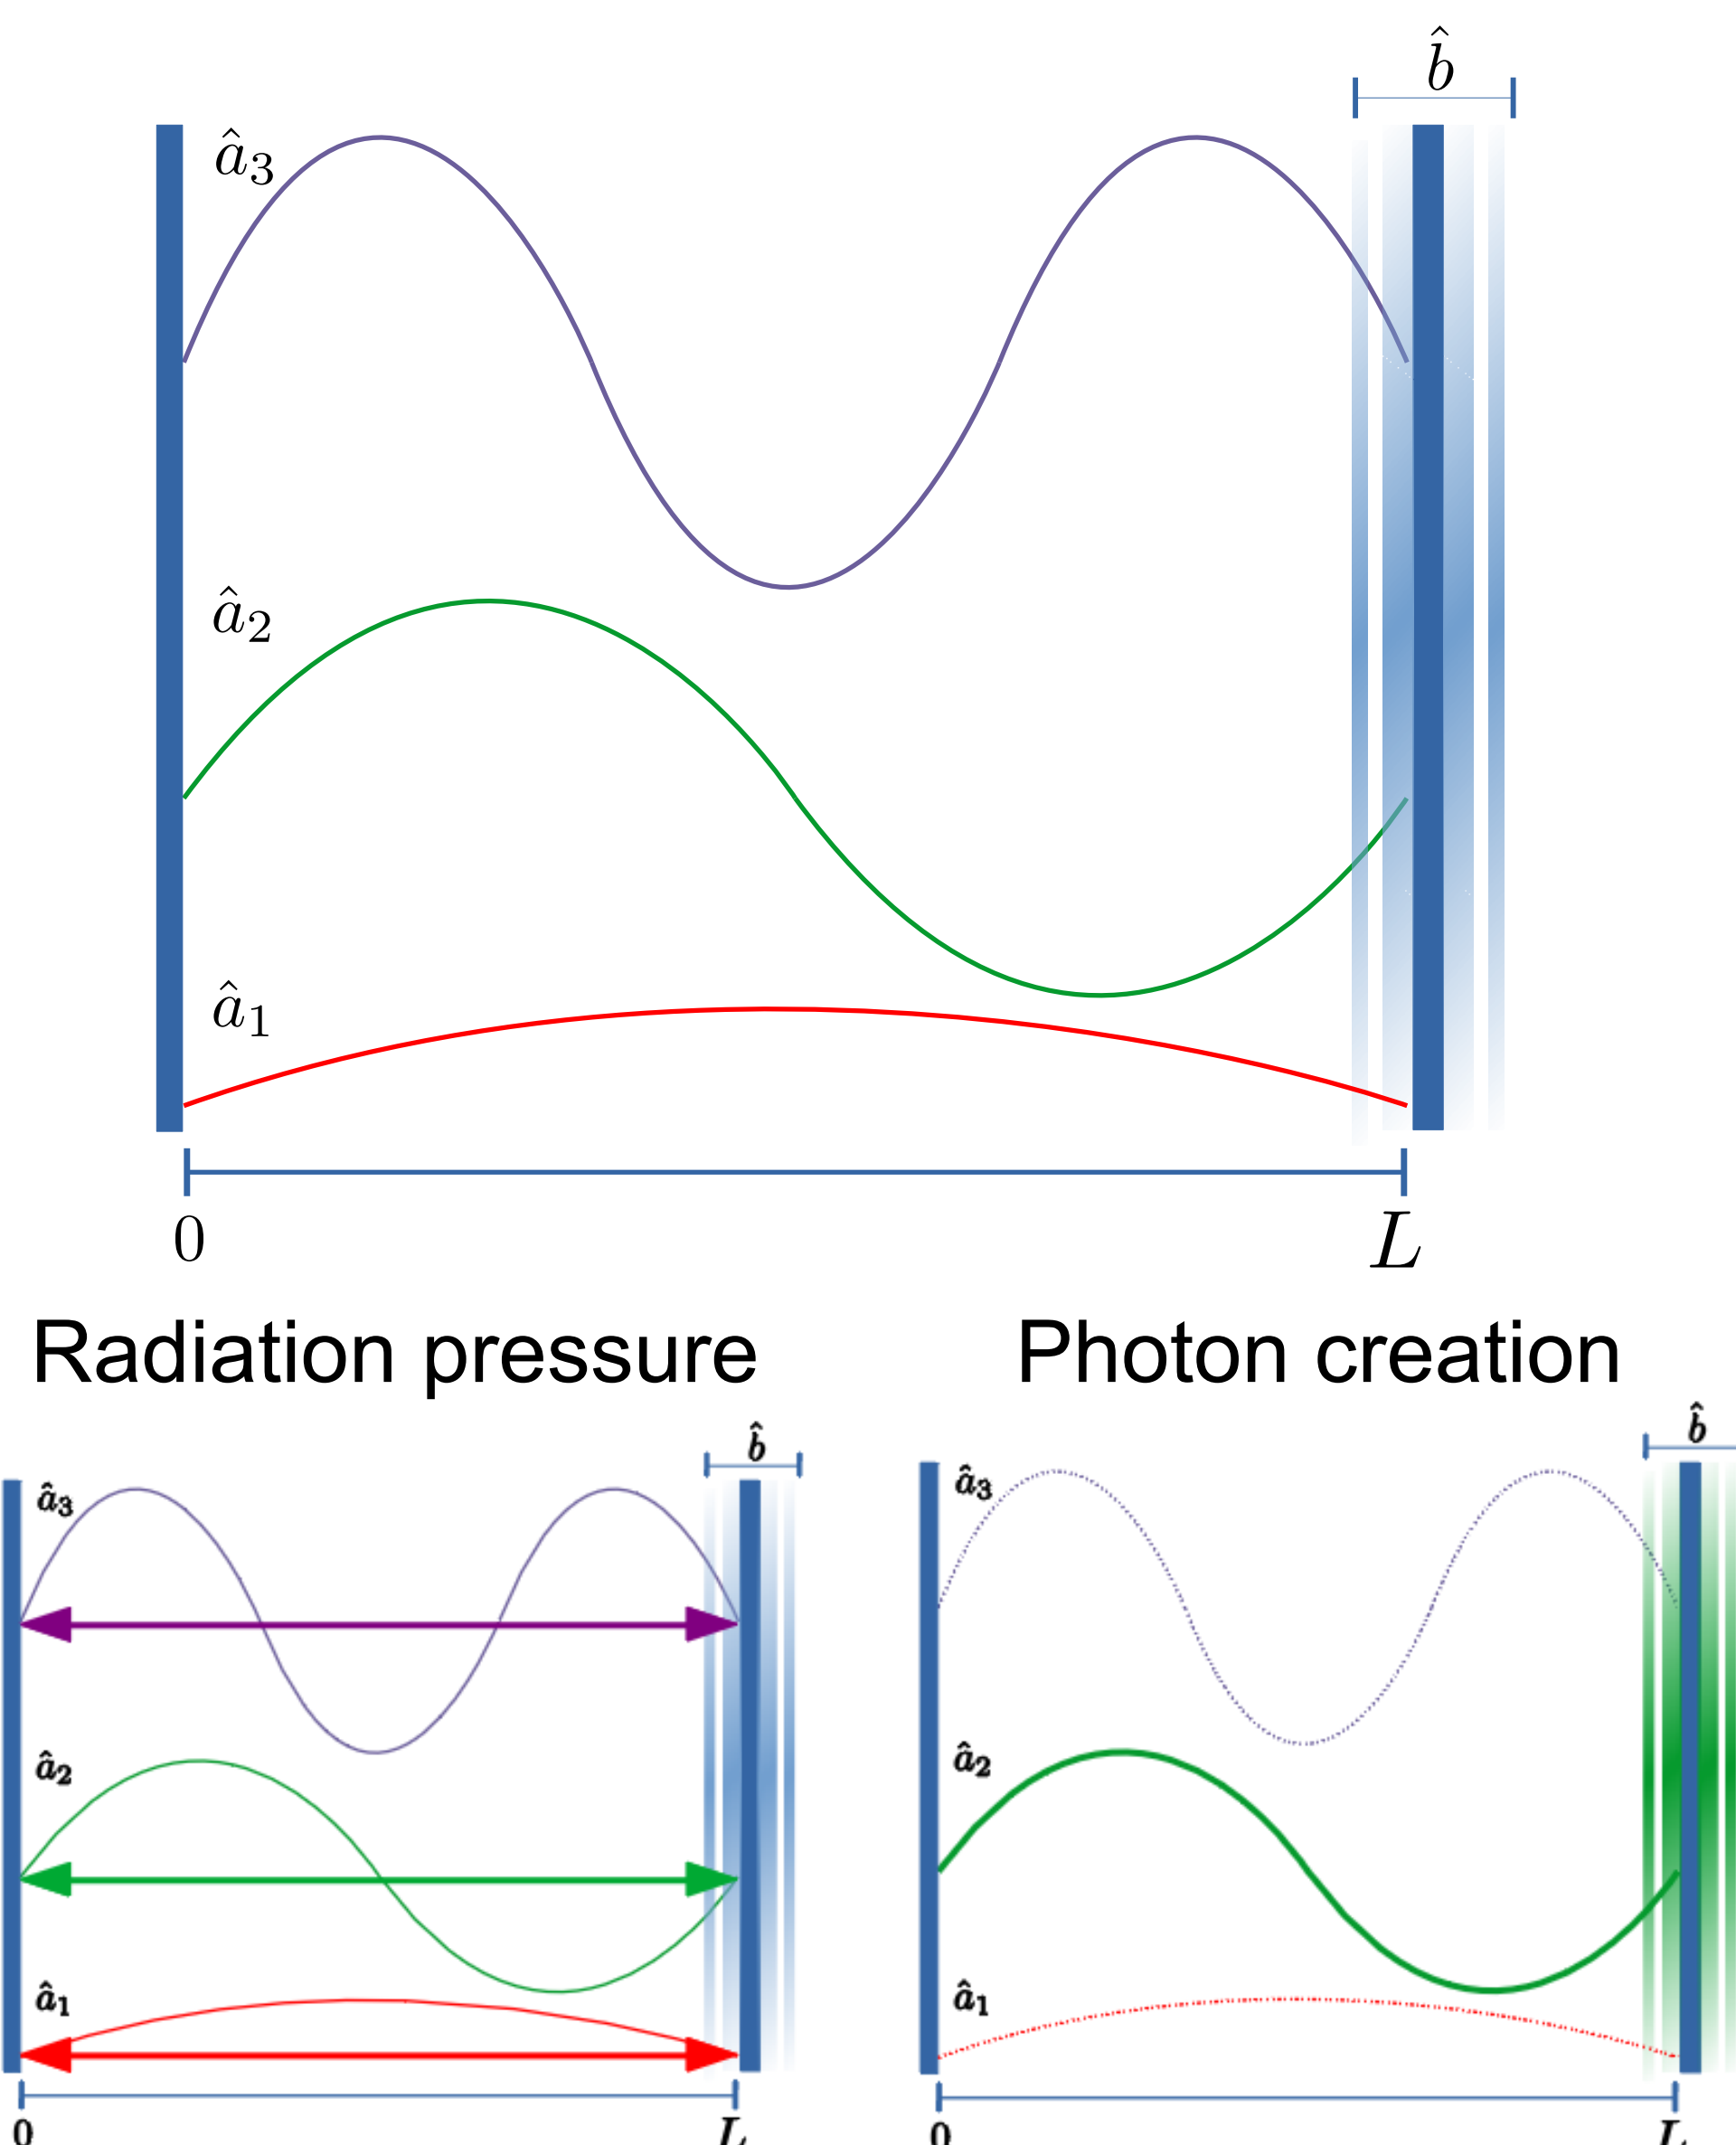 b̂
â₃
â₂
â₁
0
L
Radiation pressure
Photon creation
b̂
â₃
â₂
â₁
0
L
b̂
â₃
â₂
â₁
0
L